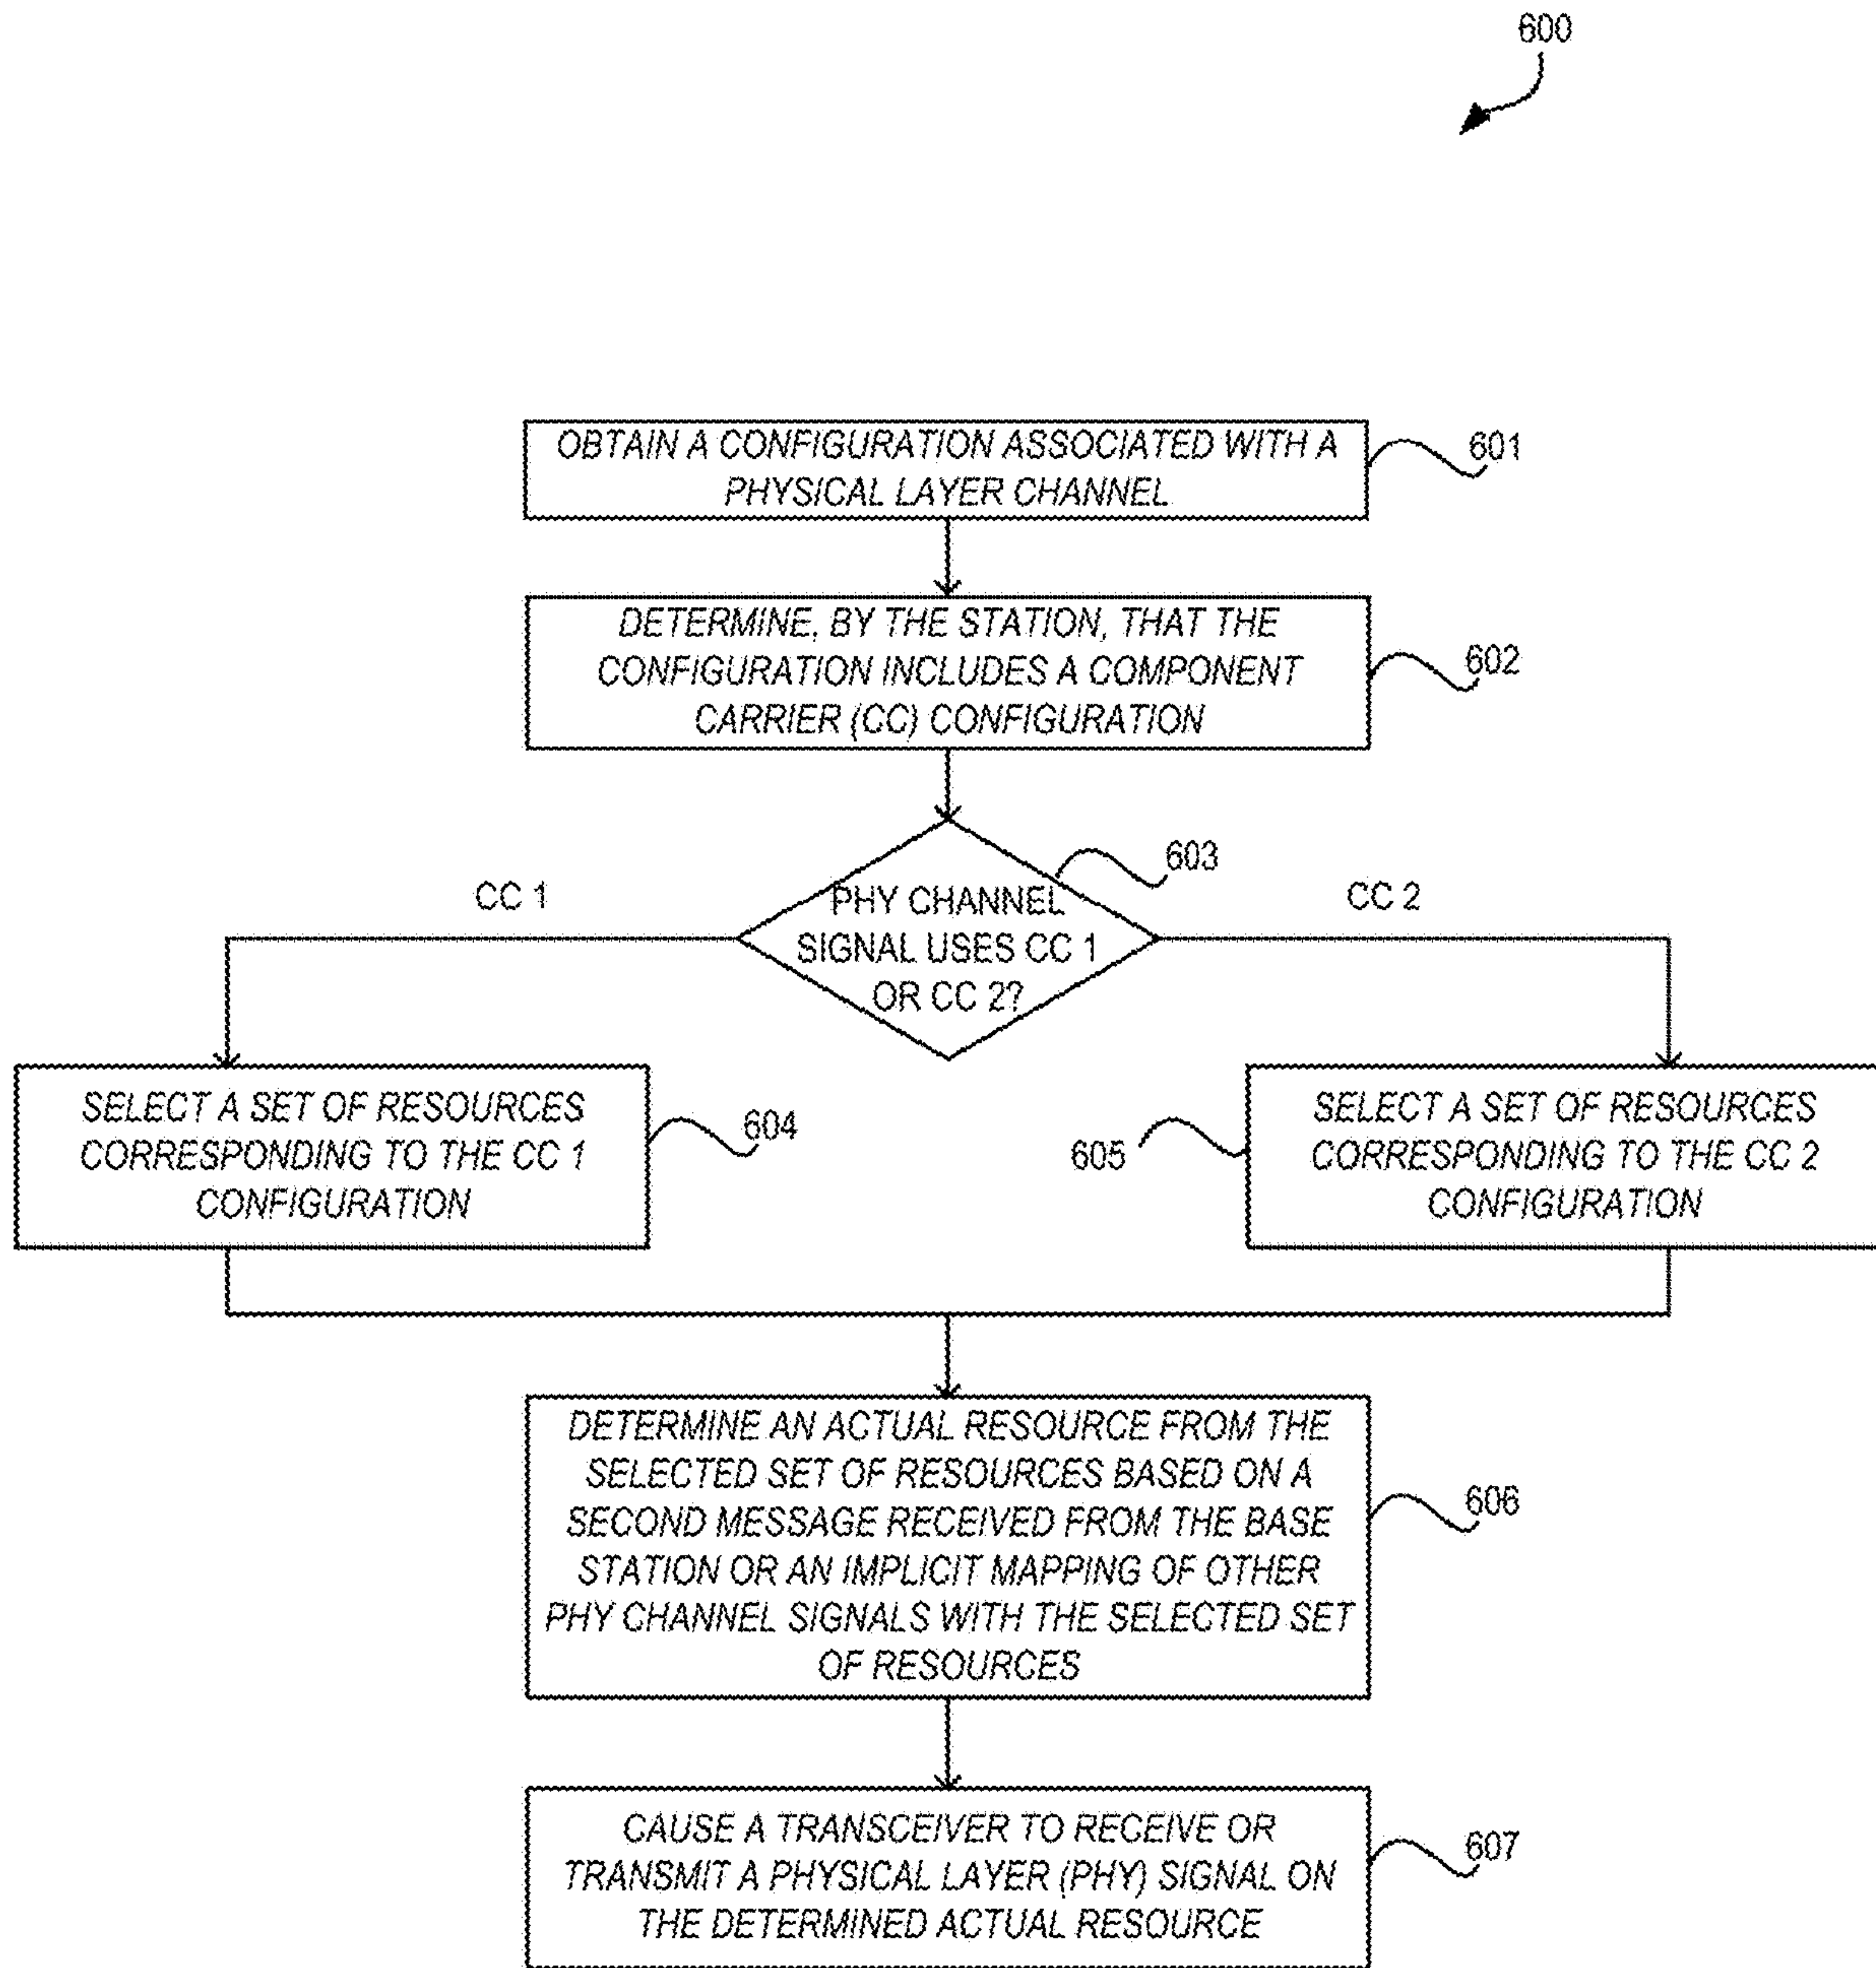 600
OBTAIN A CONFIGURATION ASSOCIATED WITH A
PHYSICAL LAYER CHANNEL
601
DETERMINE, BY THE STATION, THAT THE
CONFIGURATION INCLUDES A COMPONENT
CARRIER (CC) CONFIGURATION
602
603
CC 1
PHY CHANNEL
SIGNAL USES CC 1
OR CC 2?
CC 2
SELECT A SET OF RESOURCES
CORRESPONDING TO THE CC 1
CONFIGURATION
604
605
SELECT A SET OF RESOURCES
CORRESPONDING TO THE CC 2
CONFIGURATION
DETERMINE AN ACTUAL RESOURCE FROM THE
SELECTED SET OF RESOURCES BASED ON A
SECOND MESSAGE RECEIVED FROM THE BASE
STATION OR AN IMPLICIT MAPPING OF OTHER
PHY CHANNEL SIGNALS WITH THE SELECTED SET
OF RESOURCES
606
CAUSE A TRANSCEIVER TO RECEIVE OR
TRANSMIT A PHYSICAL LAYER (PHY) SIGNAL ON
THE DETERMINED ACTUAL RESOURCE
607